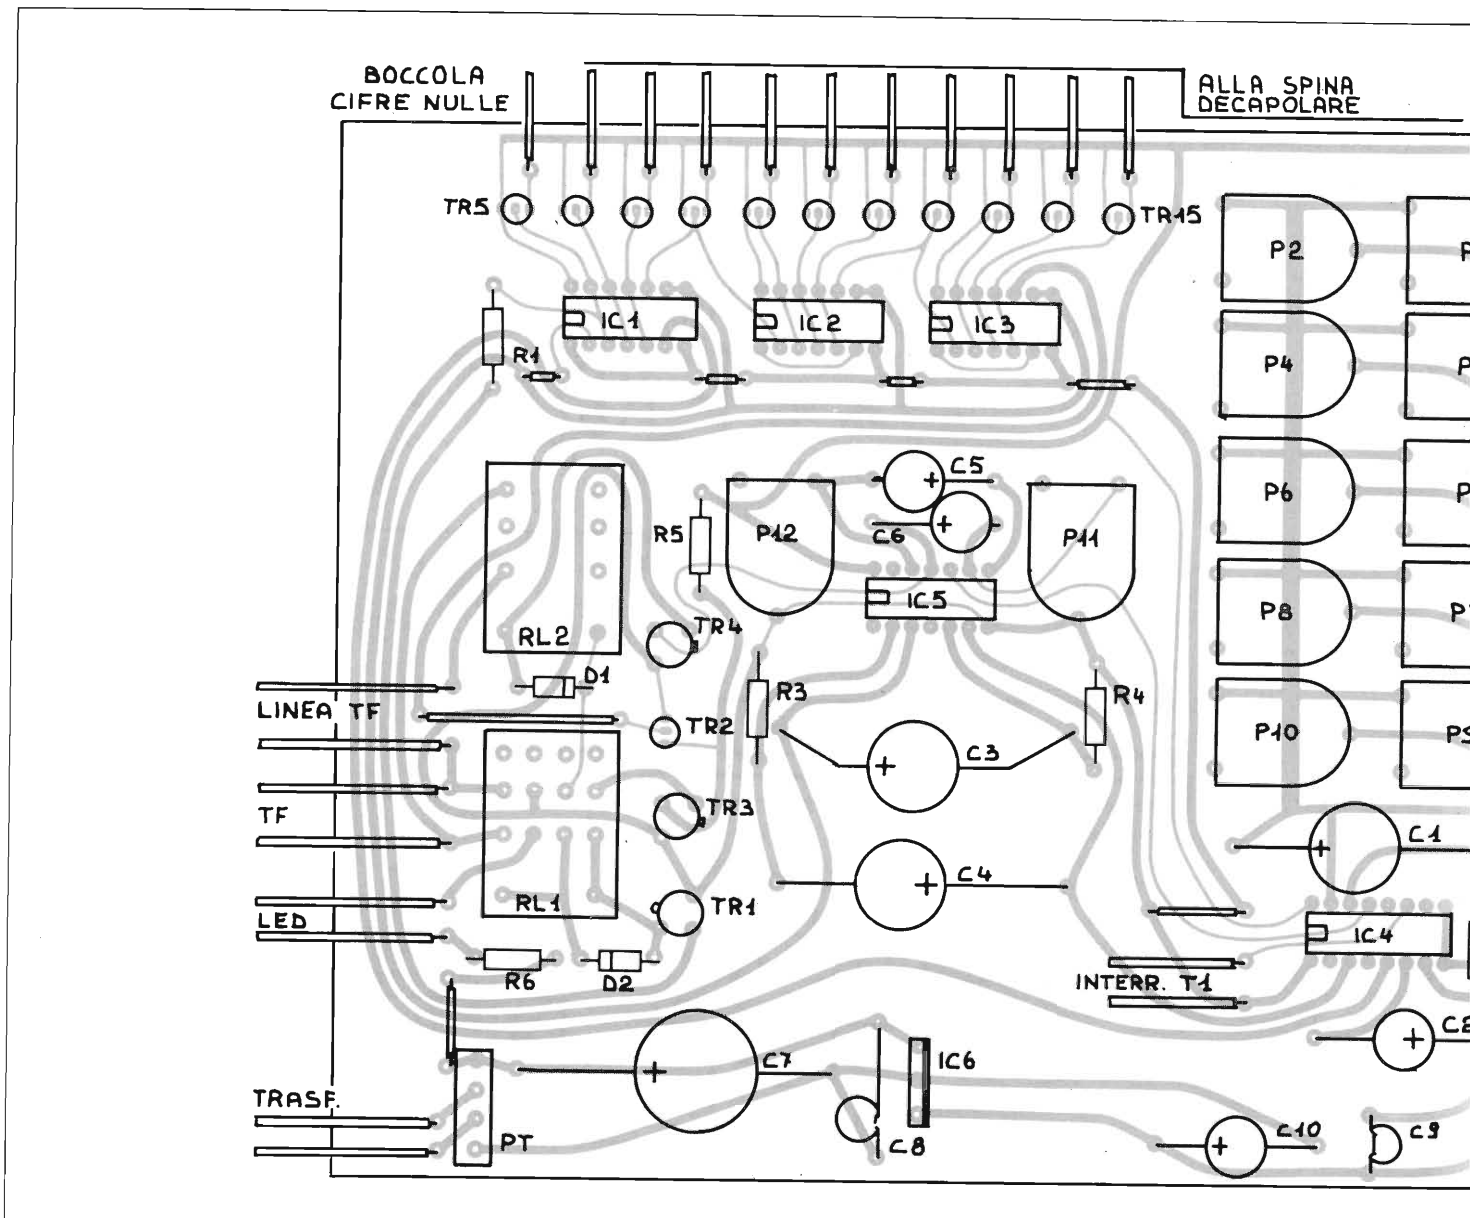 BOCCOLA
CIFRE NULLE
ALLA SPINA
DECAPOLARE
TR5
TR15
P2
IC1
IC2
IC3
R1
P4
C5
P6
R5
P12
C6
P11
IC5
P8
RL2
TR4
D1
R3
R4
LINEA TF
TR2
P10
C3
TF
TR3
C1
C4
RL1
TR1
LED
IC4
R6
D2
INTERR. T1
C7
IC6
TRASF.
PT
C8
C10
C9